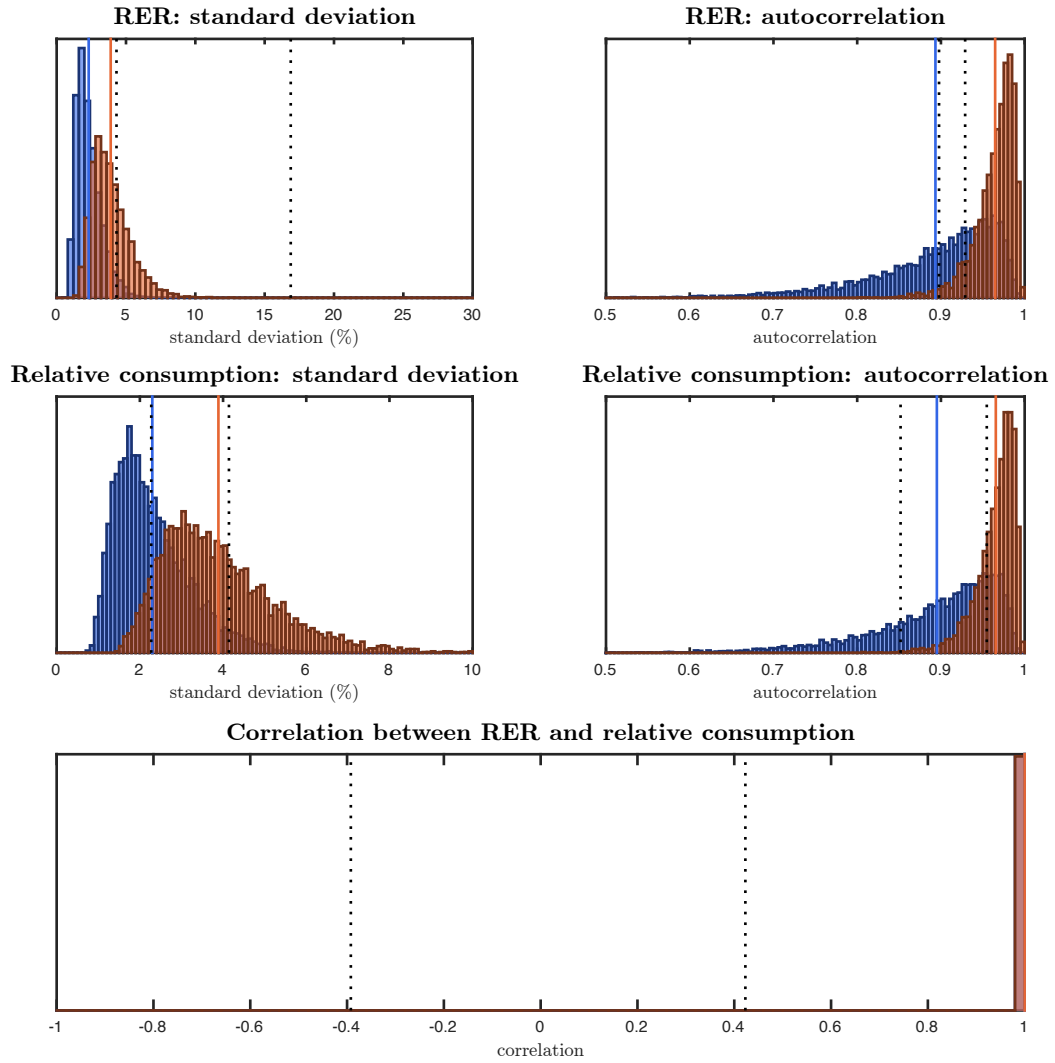 RER: standard deviation
RER: autocorrelation
0 5 10 15 20 25 30
0.5 0.6 0.7 0.8 0.9 1
standard deviation (%)
autocorrelation
Relative consumption: standard deviation
Relative consumption: autocorrelation
0 2 4 6 8 10
0.5 0.6 0.7 0.8 0.9 1
standard deviation (%)
autocorrelation
Correlation between RER and relative consumption
-1 -0.8 -0.6 -0.4 -0.2 0 0.2 0.4 0.6 0.8 1
correlation